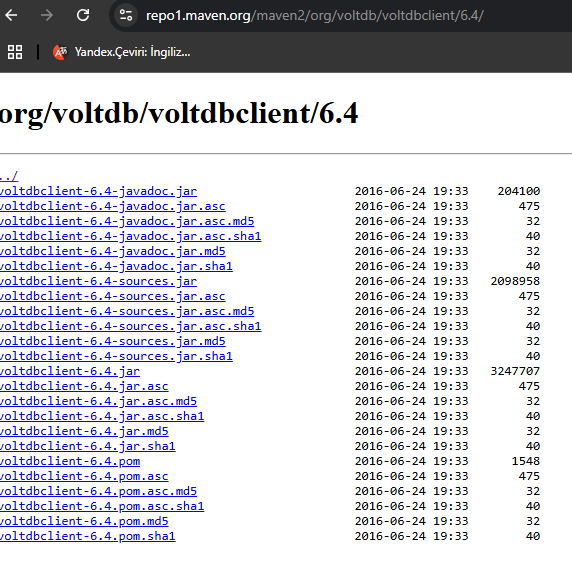 repo1.maven.org/maven2/org/voltdb/voltdbclient/6.4/
Yandex.Çeviri: İngiliz...
org/voltdb/voltdbclient/6.4
../
voltdbclient-6.4-javadoc.jar 2016-06-24 19:33 204100
voltdbclient-6.4-javadoc.jar.asc 2016-06-24 19:33 475
voltdbclient-6.4-javadoc.jar.asc.md5 2016-06-24 19:33 32
voltdbclient-6.4-javadoc.jar.asc.sha1 2016-06-24 19:33 40
voltdbclient-6.4-javadoc.jar.md5 2016-06-24 19:33 32
voltdbclient-6.4-javadoc.jar.sha1 2016-06-24 19:33 40
voltdbclient-6.4-sources.jar 2016-06-24 19:33 2098958
voltdbclient-6.4-sources.jar.asc 2016-06-24 19:33 475
voltdbclient-6.4-sources.jar.asc.md5 2016-06-24 19:33 32
voltdbclient-6.4-sources.jar.asc.sha1 2016-06-24 19:33 40
voltdbclient-6.4-sources.jar.md5 2016-06-24 19:33 32
voltdbclient-6.4-sources.jar.sha1 2016-06-24 19:33 40
voltdbclient-6.4.jar 2016-06-24 19:33 3247707
voltdbclient-6.4.jar.asc 2016-06-24 19:33 475
voltdbclient-6.4.jar.asc.md5 2016-06-24 19:33 32
voltdbclient-6.4.jar.asc.sha1 2016-06-24 19:33 40
voltdbclient-6.4.jar.md5 2016-06-24 19:33 32
voltdbclient-6.4.jar.sha1 2016-06-24 19:33 40
voltdbclient-6.4.pom 2016-06-24 19:33 1548
voltdbclient-6.4.pom.asc 2016-06-24 19:33 475
voltdbclient-6.4.pom.asc.md5 2016-06-24 19:33 32
voltdbclient-6.4.pom.asc.sha1 2016-06-24 19:33 40
voltdbclient-6.4.pom.md5 2016-06-24 19:33 32
voltdbclient-6.4.pom.sha1 2016-06-24 19:33 40